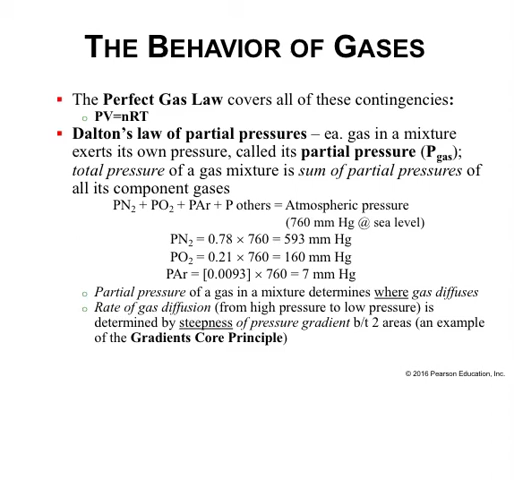 THE BEHAVIOR OF GASES
▪ The Perfect Gas Law covers all of these contingencies:
o PV=nRT
▪ Dalton's law of partial pressures – ea. gas in a mixture
exerts its own pressure, called its partial pressure (Pgas);
total pressure of a gas mixture is sum of partial pressures of
all its component gases
PN₂ + PO₂ + PAr + P others = Atmospheric pressure
(760 mm Hg @ sea level)
PN₂ = 0.78 × 760 = 593 mm Hg
PO₂ = 0.21 × 760 = 160 mm Hg
PAr = [0.0093] × 760 = 7 mm Hg
o Partial pressure of a gas in a mixture determines where gas diffuses
o Rate of gas diffusion (from high pressure to low pressure) is
determined by steepness of pressure gradient b/t 2 areas (an example
of the Gradients Core Principle)
© 2016 Pearson Education, Inc.